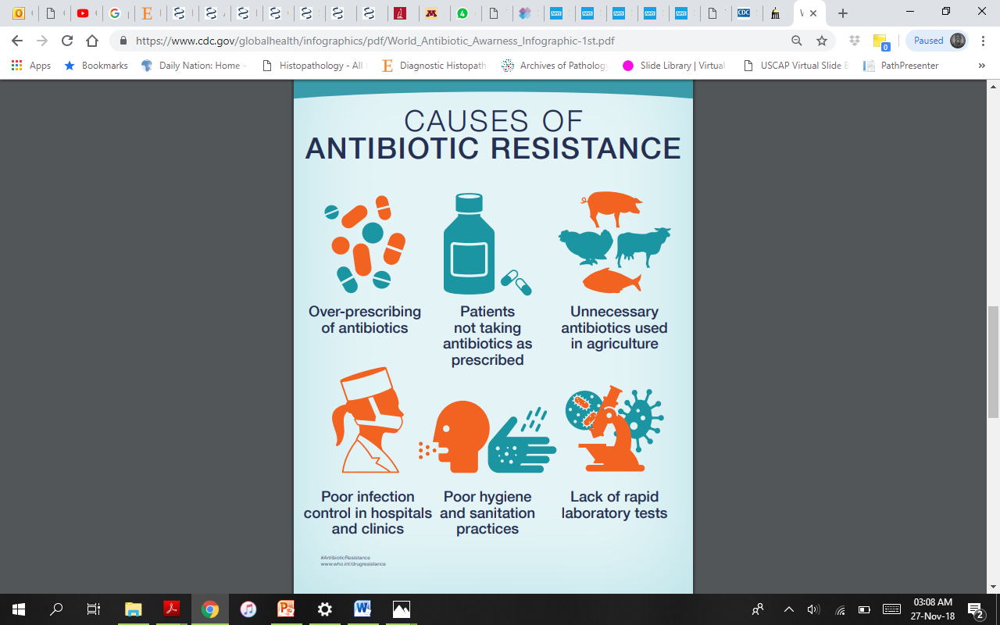 https://www.cdc.gov/globalhealth/infographics/pdf/World_Antibiotic_Awarness_Infographic-1st.pdf
Paused
0
Apps
Bookmarks
Daily Nation: Home -
Histopathology - All
Diagnostic Histopath
Archives of Patholog
Slide Library | Virtual
USCAP Virtual Slide B
PathPresenter
CAUSES OF
ANTIBIOTIC RESISTANCE
Over-prescribing
of antibiotics
Patients
not taking
antibiotics as
prescribed
Unnecessary
antibiotics used
in agriculture
Poor infection
control in hospitals
and clinics
Poor hygiene
and sanitation
practices
Lack of rapid
laboratory tests
#AntibioticResistance
www.who.int/drugresistance
03:08 AM
27-Nov-18
2